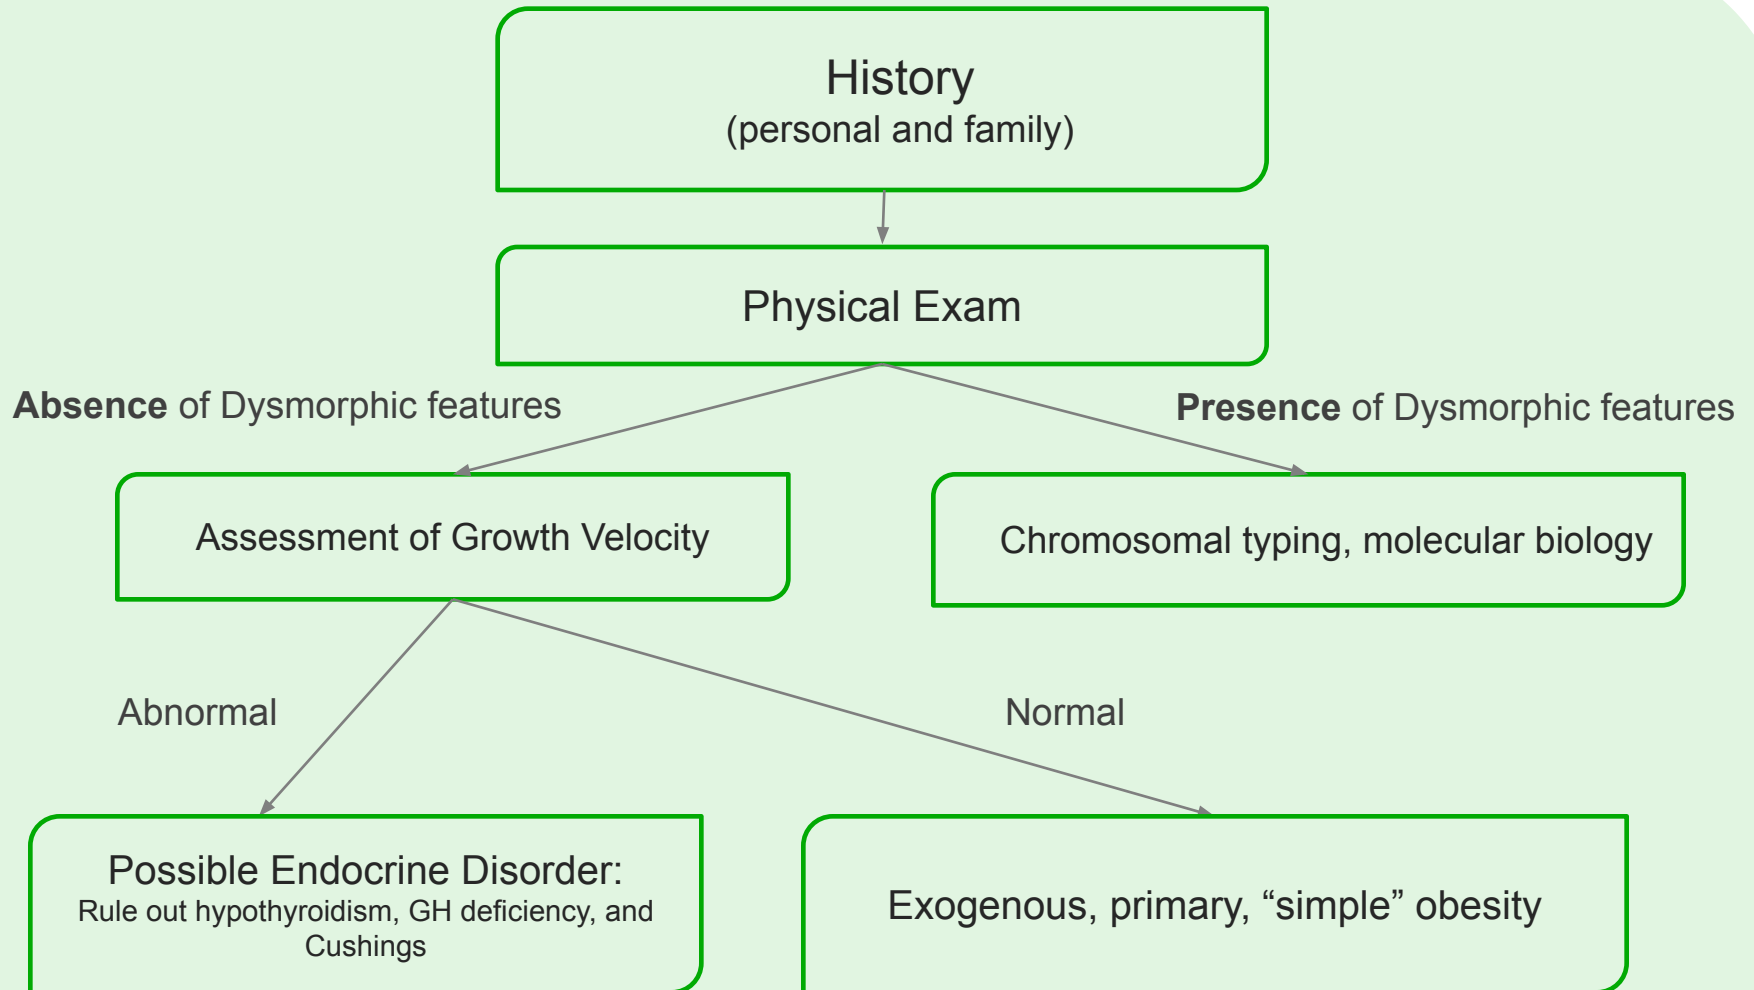 History
(personal and family)
Physical Exam
Absence of Dysmorphic features
Presence of Dysmorphic features
Assessment of Growth Velocity
Chromosomal typing, molecular biology
Abnormal
Normal
Possible Endocrine Disorder:
Rule out hypothyroidism, GH deficiency, and
Cushings
Exogenous, primary, “simple” obesity